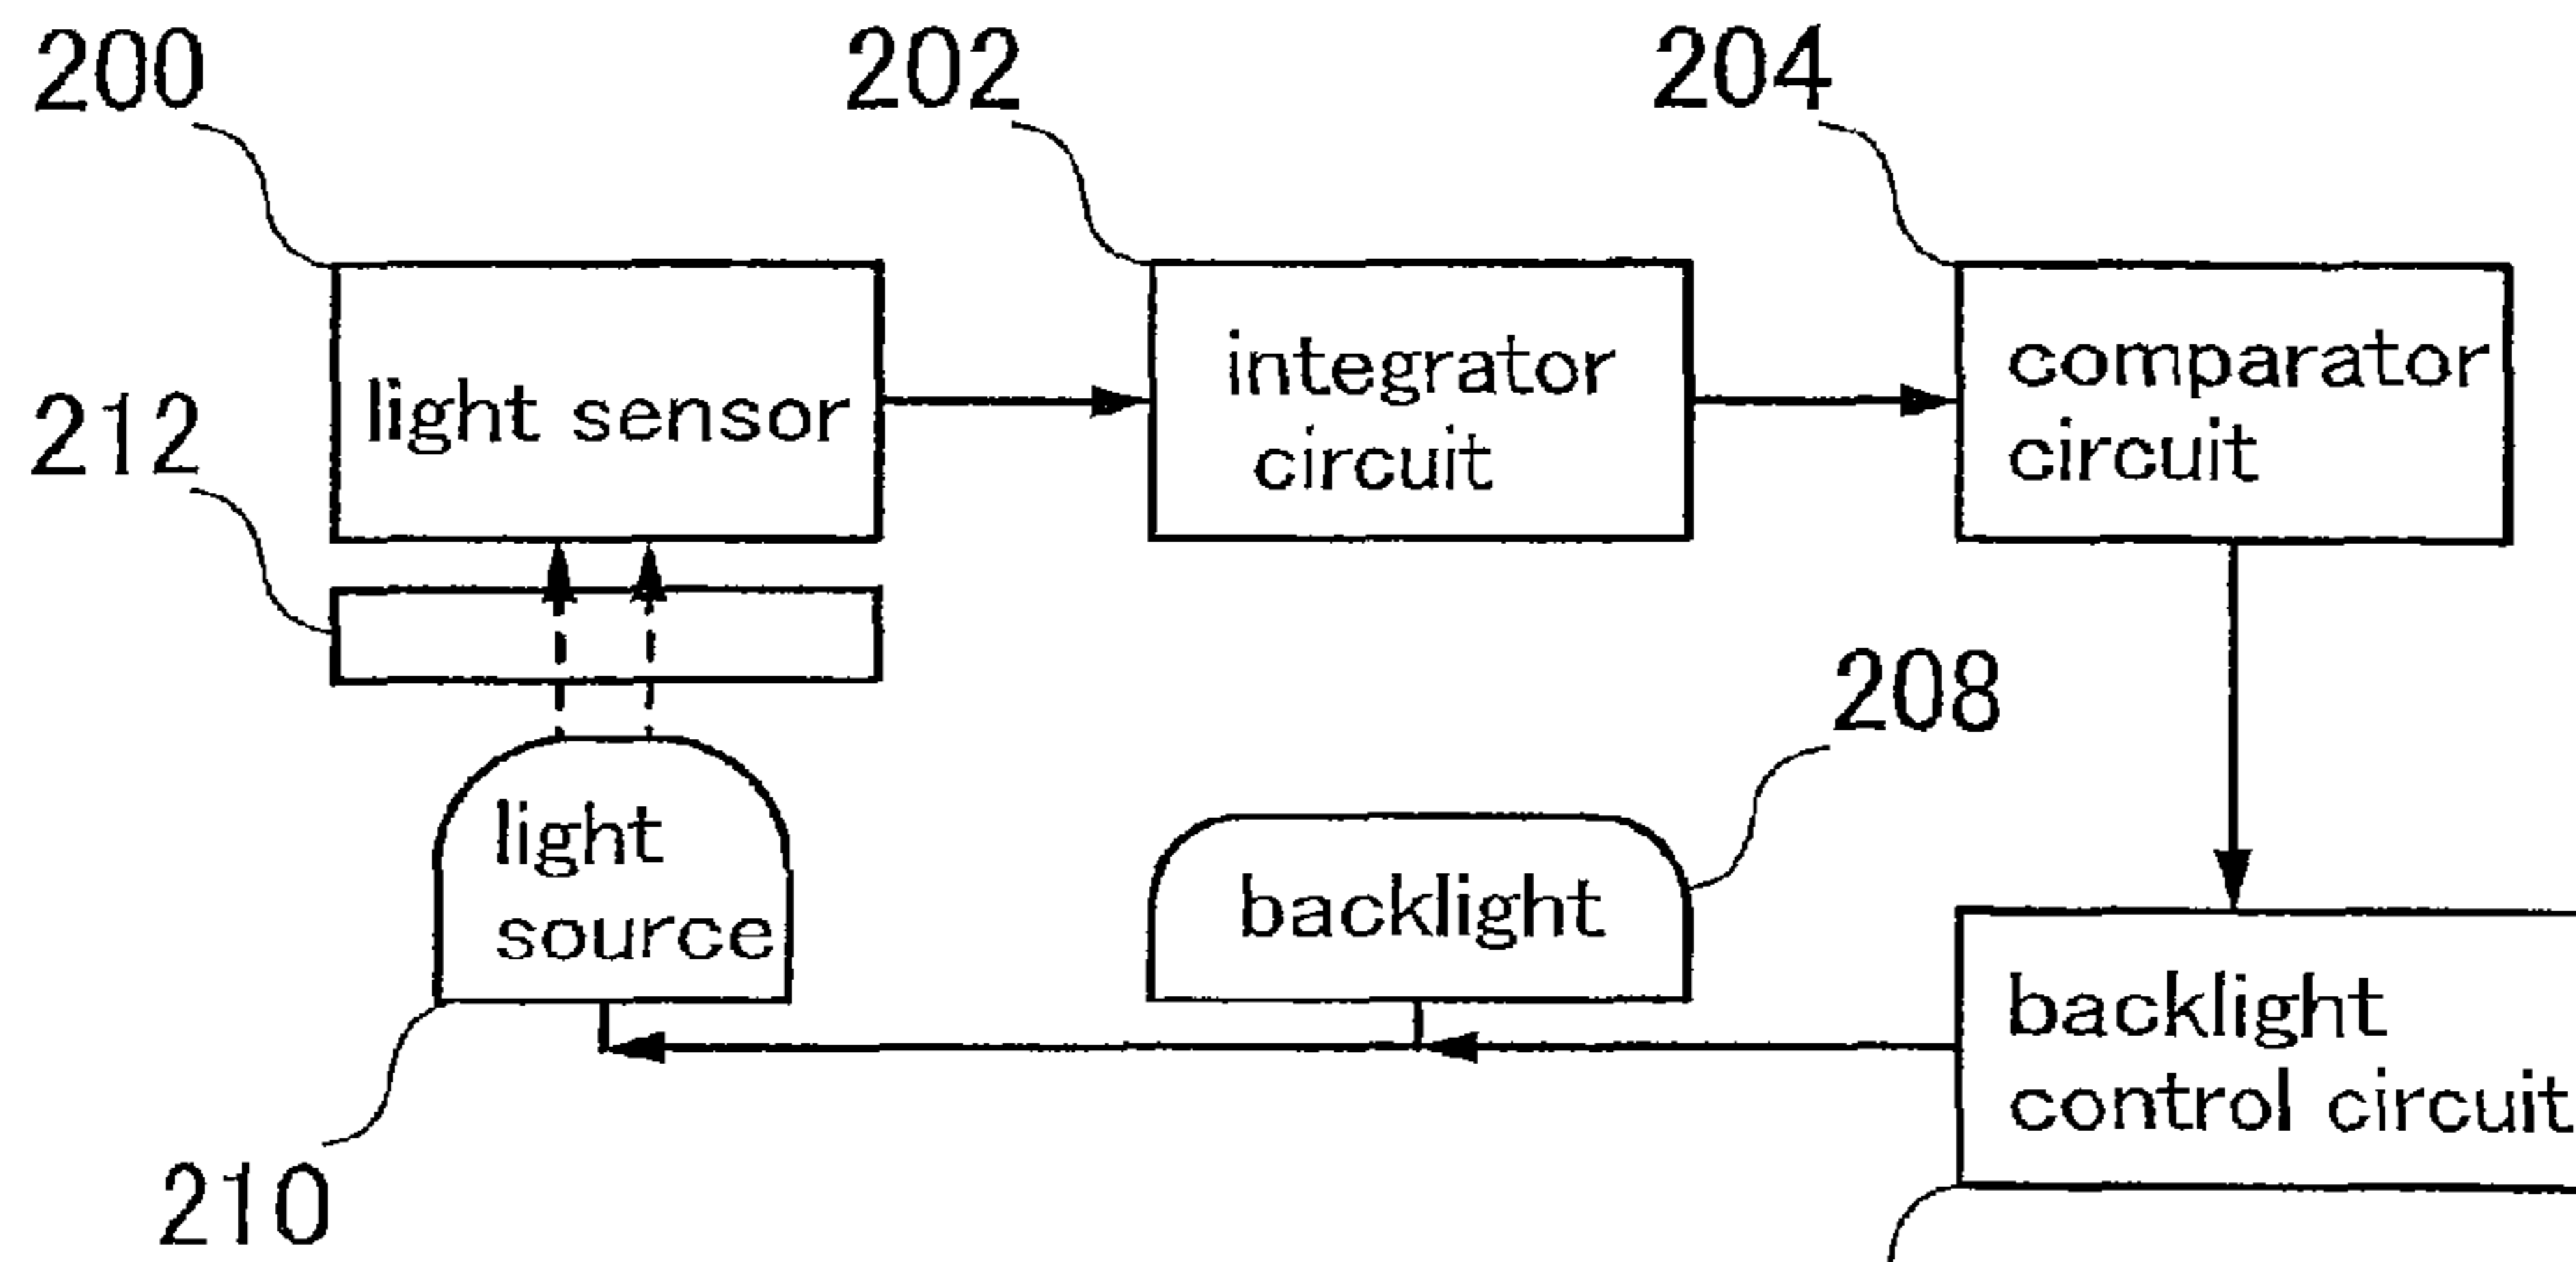 200
202
204
light sensor
integrator
circuit
comparator
circuit
212
208
light
source
backlight
backlight
control circuit
210